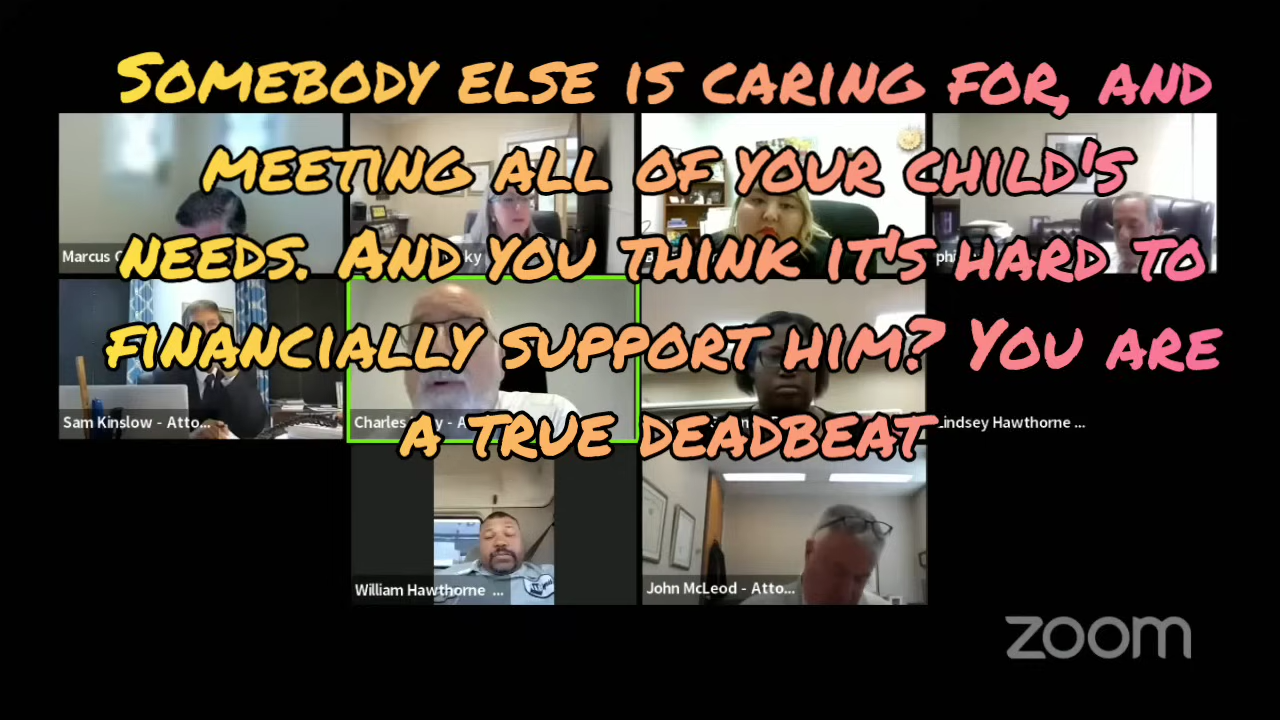 SOMEBODY ELSE IS CARING FOR, AND
MEETING ALL OF YOUR CHILD'S
NEEDS. AND YOU THINK IT'S HARD TO
FINANCIALLY SUPPORT HIM? YOU ARE
A TRUE DEADBEAT
Marcus
ky
Sam Kinslow - Atto...
Charles
Lindsey Hawthorne ...
William Hawthorne ...
John McLeod - Atto...
zoom